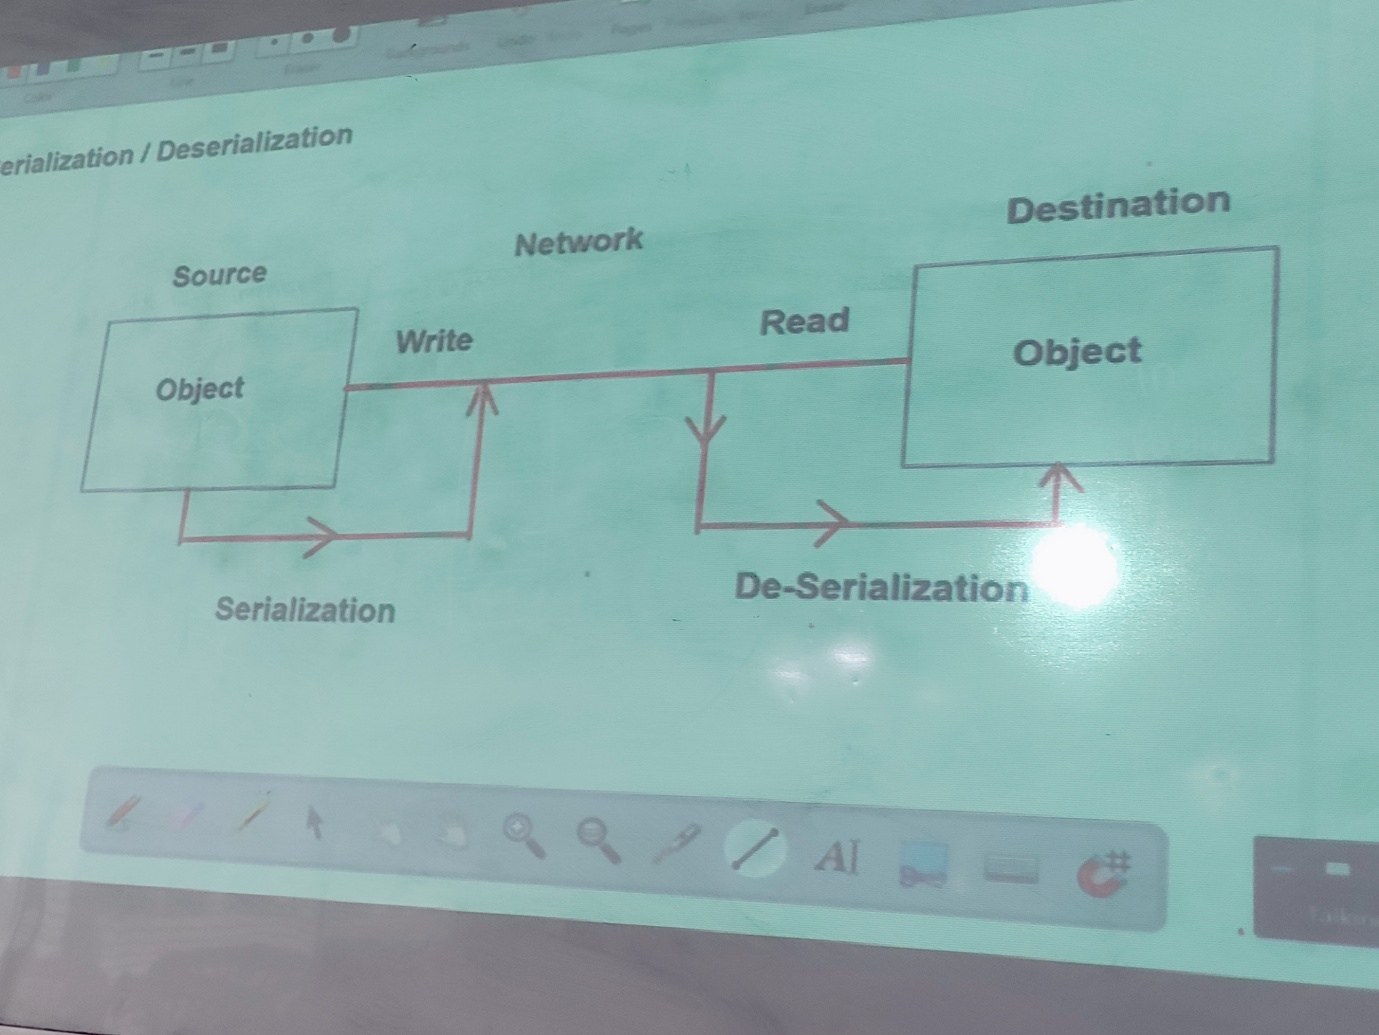 erialization / Deserialization
Destination
Network
Source
Read
Write
Object
Object
De-Serialization
Serialization
AI